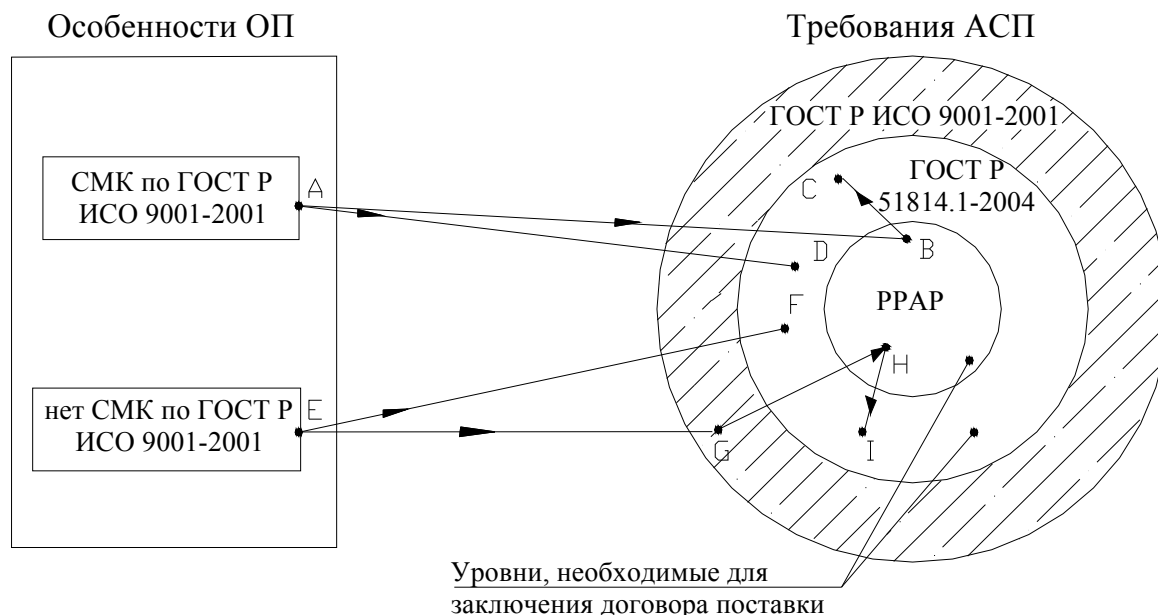 Особенности ОП
Требования АСП
ГОСТ Р ИСО 9001-2001
СМК по ГОСТ Р
ИСО 9001-2001
A
C
ГОСТ Р
51814.1-2004
B
D
F
PPAP
H
нет СМК по ГОСТ Р
ИСО 9001-2001
E
G
I
Уровни, необходимые для
заключения договора поставки